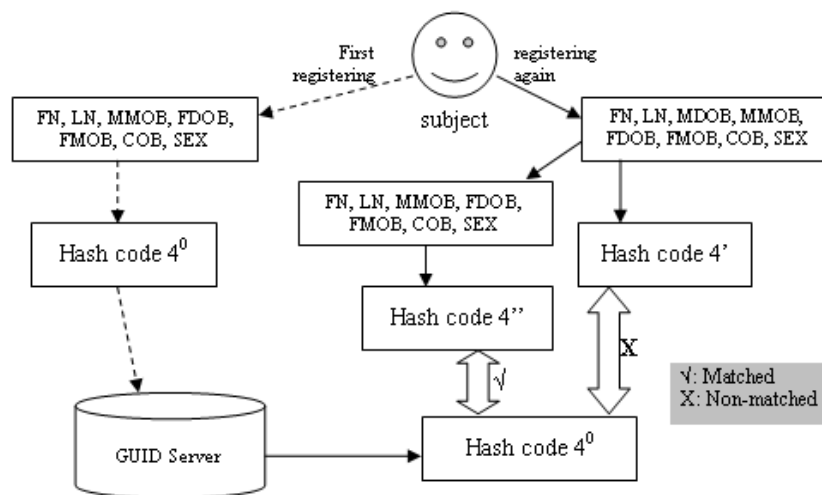 First
registering
registering
again
subject
FN, LN, MMOB, FDOB,
FMOB, COB, SEX
FN, LN, MDOB, MMOB,
FDOB, FMOB, COB, SEX
FN, LN, MMOB, FDOB,
FMOB, COB, SEX
Hash code 4⁰
Hash code 4’
Hash code 4’’
X
√
√: Matched
X: Non-matched
GUID Server
Hash code 4⁰